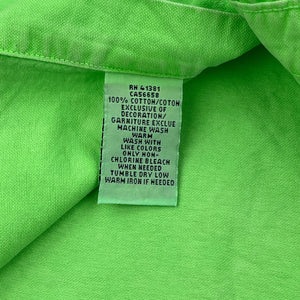 RN 41381
CA56658
100% COTTON/COTON
EXCLUSIVE OF
DECORATION/
GARNITURE EXCLUE
MACHINE WASH
WARM
WASH WITH
LIKE COLORS
ONLY NON-
CHLORINE BLEACH
WHEN NEEDED
TUMBLE DRY LOW
WARM IRON IF NEEDED